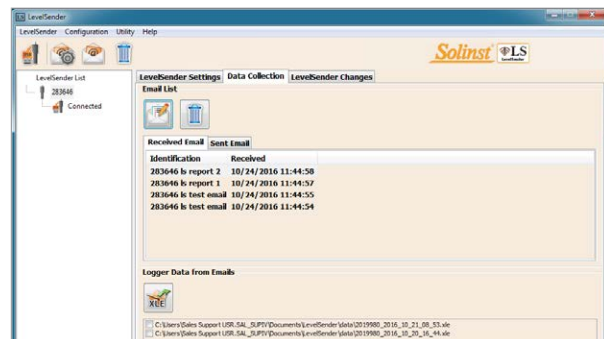 LevelSender
LevelSender Configuration Utility Help
Solinst LS
LevelSender
LevelSender List
283646
Connected
LevelSender Settings Data Collection LevelSender Changes
Email List
Received Email Sent Email
Identification Received
283646 ls report 2 10/24/2016 11:44:58
283646 ls report 1 10/24/2016 11:44:57
283646 ls test email 10/24/2016 11:44:55
283646 ls test email 10/24/2016 11:44:54
Logger Data from Emails
XLE
C:\Users\Sales Support USR.SAL_SUPIV\Documents\LevelSender\data\2019980_2016_10_21_08_53.xle
C:\Users\Sales Support USR.SAL_SUPIV\Documents\LevelSender\data\2019980_2016_10_20_16_44.xle